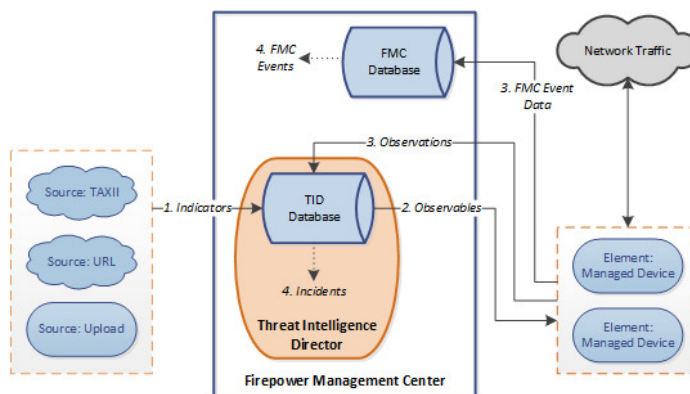 4. FMC
Events
FMC
Database
Network Traffic
3. FMC Event
Data
3. Observations
Source: TAXII
1. Indicators
TID
Database
2. Observables
Source: URL
Element:
Managed Device
4. Incidents
Source: Upload
Threat Intelligence
Director
Element:
Managed Device
Firepower Management Center